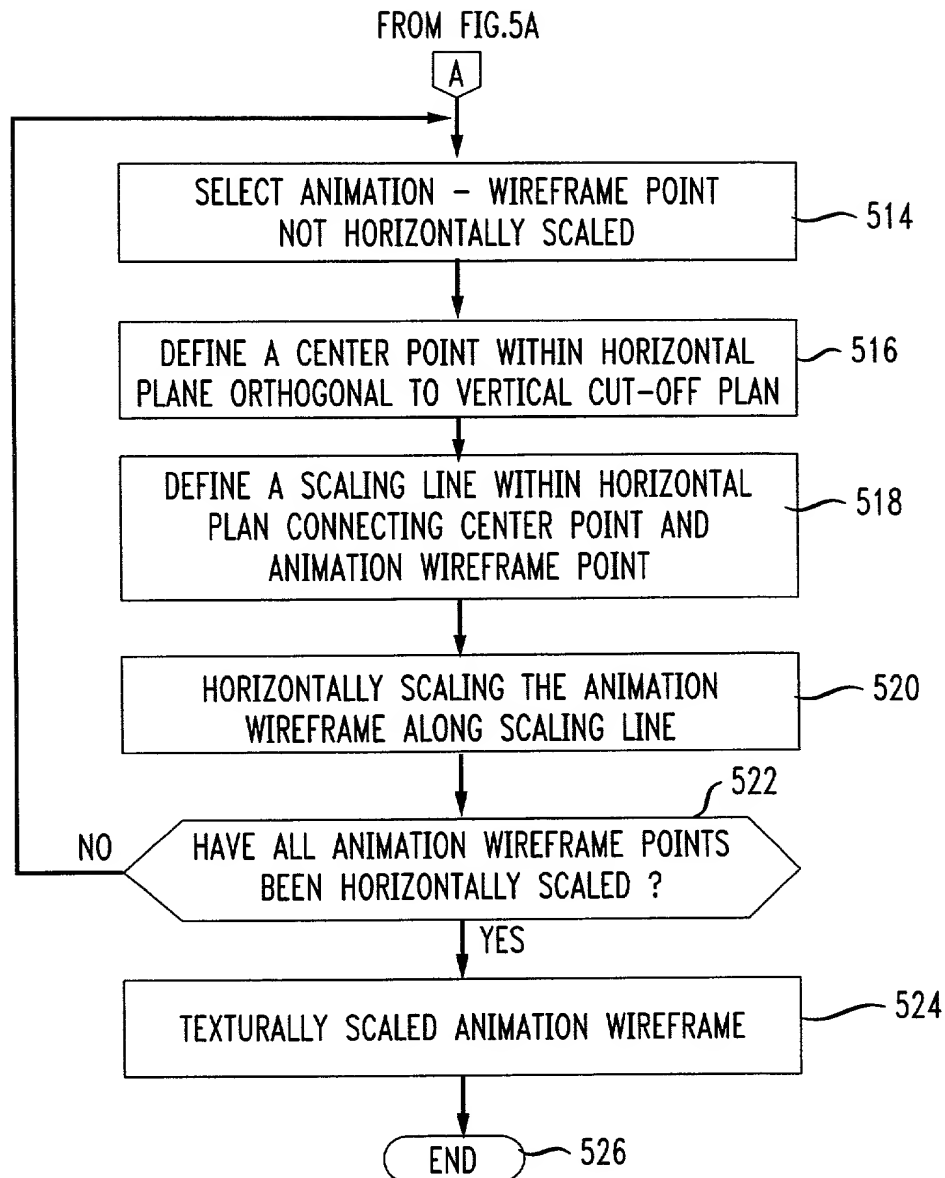 FROM FIG.5A
A
SELECT ANIMATION - WIREFRAME POINT
NOT HORIZONTALLY SCALED
514
DEFINE A CENTER POINT WITHIN HORIZONTAL
PLANE ORTHOGONAL TO VERTICAL CUT-OFF PLAN
516
DEFINE A SCALING LINE WITHIN HORIZONTAL
PLAN CONNECTING CENTER POINT AND
ANIMATION WIREFRAME POINT
518
HORIZONTALLY SCALING THE ANIMATION
WIREFRAME ALONG SCALING LINE
520
522
NO
HAVE ALL ANIMATION WIREFRAME POINTS
BEEN HORIZONTALLY SCALED ?
YES
TEXTURALLY SCALED ANIMATION WIREFRAME
524
END
526